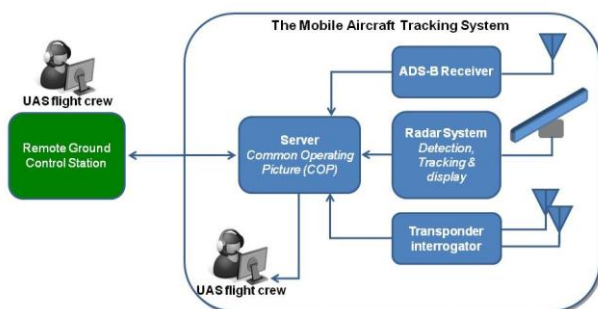 The Mobile Aircraft Tracking System
UAS flight crew
Remote Ground
Control Station
Server
Common Operating
Picture (COP)
ADS-B Receiver
Radar System
Detection,
Tracking &
display
Transponder
interrogator
UAS flight crew